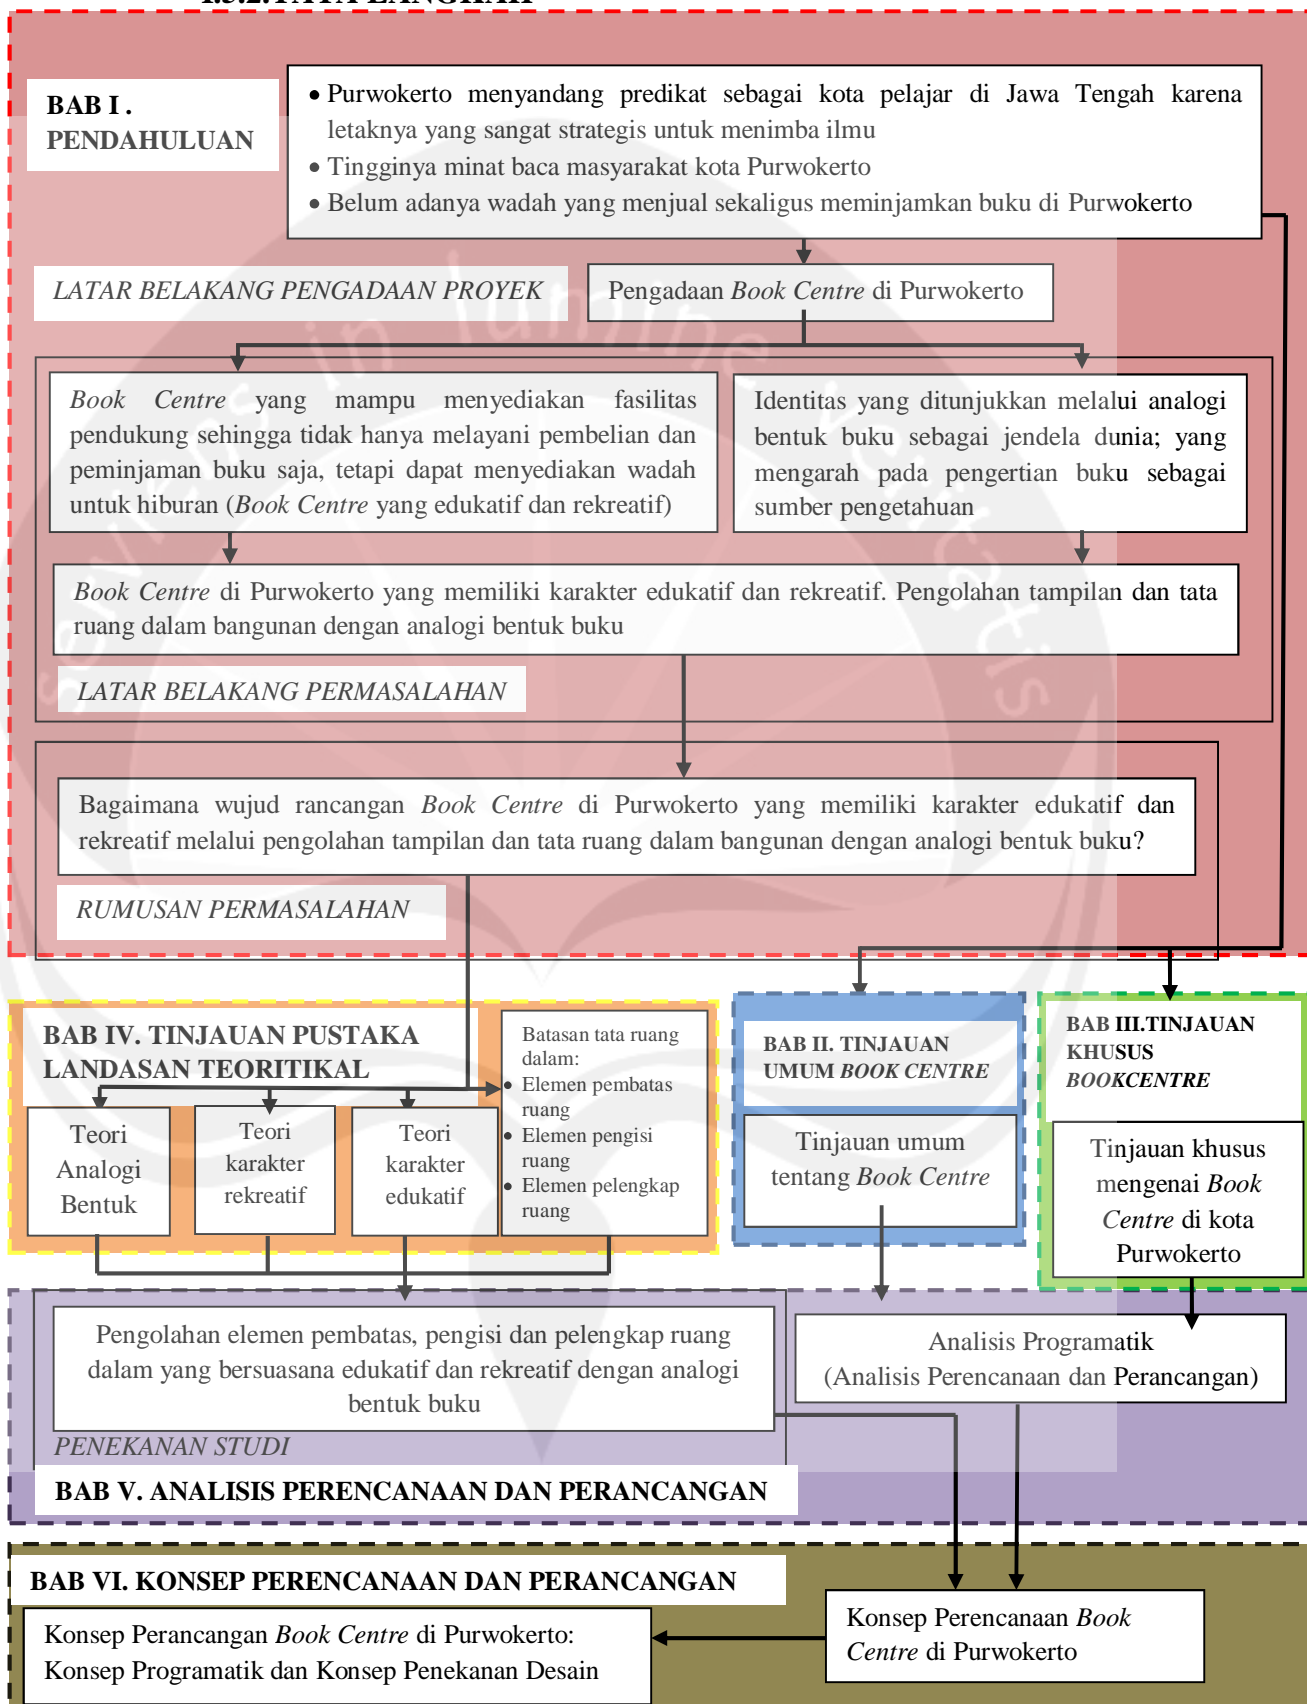 1.5.2. TATA LANGKAH
BAB I .
PENDAHULUAN
• Purwokerto menyandang predikat sebagai kota pelajar di Jawa Tengah karena
letaknya yang sangat strategis untuk menimba ilmu
• Tingginya minat baca masyarakat kota Purwokerto
• Belum adanya wadah yang menjual sekaligus meminjamkan buku di Purwokerto
LATAR BELAKANG PENGADAAN PROYEK
Pengadaan Book Centre di Purwokerto
Book Centre yang mampu menyediakan fasilitas
pendukung sehingga tidak hanya melayani pembelian dan
peminjaman buku saja, tetapi dapat menyediakan wadah
untuk hiburan (Book Centre yang edukatif dan rekreatif)
Identitas yang ditunjukkan melalui analogi
bentuk buku sebagai jendela dunia; yang
mengarah pada pengertian buku sebagai
sumber pengetahuan
Book Centre di Purwokerto yang memiliki karakter edukatif dan rekreatif. Pengolahan tampilan dan tata
ruang dalam bangunan dengan analogi bentuk buku
LATAR BELAKANG PERMASALAHAN
Bagaimana wujud rancangan Book Centre di Purwokerto yang memiliki karakter edukatif dan
rekreatif melalui pengolahan tampilan dan tata ruang dalam bangunan dengan analogi bentuk buku?
RUMUSAN PERMASALAHAN
BAB IV. TINJAUAN PUSTAKA
LANDASAN TEORITIKAL
Teori
Analogi
Bentuk
Teori
karakter
rekreatif
Teori
karakter
edukatif
Batasan tata ruang
dalam:
• Elemen pembatas
ruang
• Elemen pengisi
ruang
• Elemen pelengkap
ruang
BAB II. TINJAUAN
UMUM BOOK CENTRE
Tinjauan umum
tentang Book Centre
BAB III.TINJAUAN
KHUSUS
BOOKCENTRE
Tinjauan khusus
mengenai Book
Centre di kota
Purwokerto
Pengolahan elemen pembatas, pengisi dan pelengkap ruang
dalam yang bersuasana edukatif dan rekreatif dengan analogi
bentuk buku
PENEKANAN STUDI
Analisis Programatik
(Analisis Perencanaan dan Perancangan)
BAB V. ANALISIS PERENCANAAN DAN PERANCANGAN
BAB VI. KONSEP PERENCANAAN DAN PERANCANGAN
Konsep Perencanaan Book
Centre di Purwokerto
Konsep Perancangan Book Centre di Purwokerto:
Konsep Programatik dan Konsep Penekanan Desain
serviens in lumine veritatis